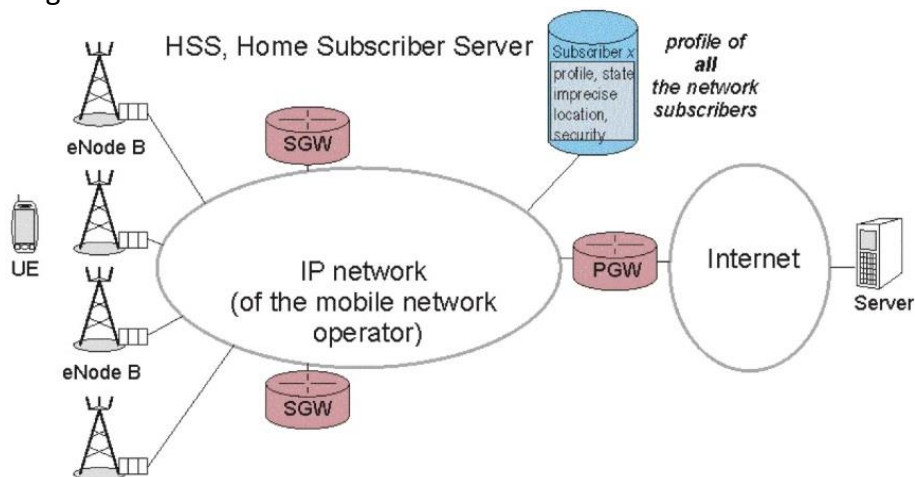 HSS, Home Subscriber Server
Subscriber x
profile, state
imprecise
location,
security
profile of
all
the network
subscribers
eNode B
SGW
UE
IP network
(of the mobile network
operator)
PGW
Internet
Server
eNode B
SGW